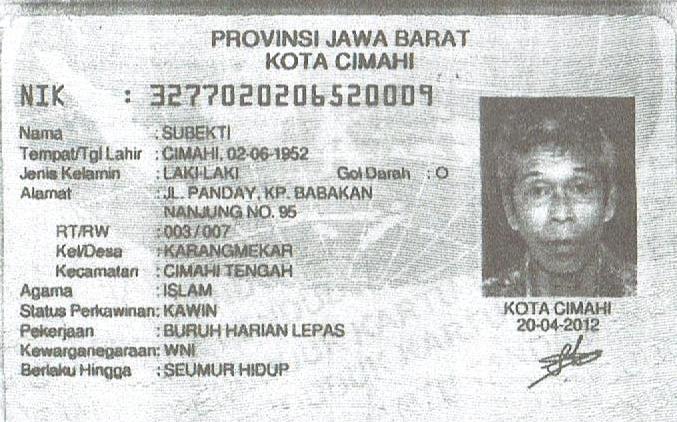 PROVINSI JAWA BARAT
KOTA CIMAHI
NIK : 3277020206520009
Nama : SUBEKTI
Tempat/Tgl Lahir : CIMAHI, 02-06-1952
Jenis Kelamin : LAKI-LAKI Gol Darah : O
Alamat : JL. PANDAY, KP. BABAKAN
NANJUNG NO. 95
RT/RW : 003 / 007
Kel/Desa : KARANGMEKAR
Kecamatan : CIMAHI TENGAH
Agama : ISLAM
Status Perkawinan: KAWIN
Pekerjaan : BURUH HARIAN LEPAS
Kewarganegaraan: WNI
Berlaku Hingga : SEUMUR HIDUP
KOTA CIMAHI
20-04-2012